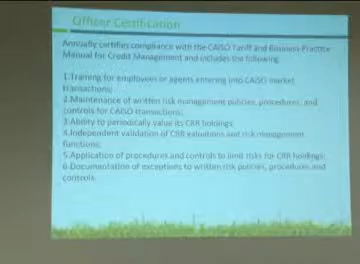 Officer Certification
Annually certifies compliance with the CAISO Tariff and Business Practice
Manual for Credit Management and includes the following
1.Training for employees or agents entering into CAISO market
transactions;
2.Maintenance of written risk management policies, procedures, and
controls for CAISO transactions;
3.Ability to periodically value its CRR holdings
4.Independent validation of CRR valuations and risk management
functions;
5.Application of procedures and controls to limit risks for CRR holdings;
6.Documentation of exceptions to written risk policies, procedures and
controls.